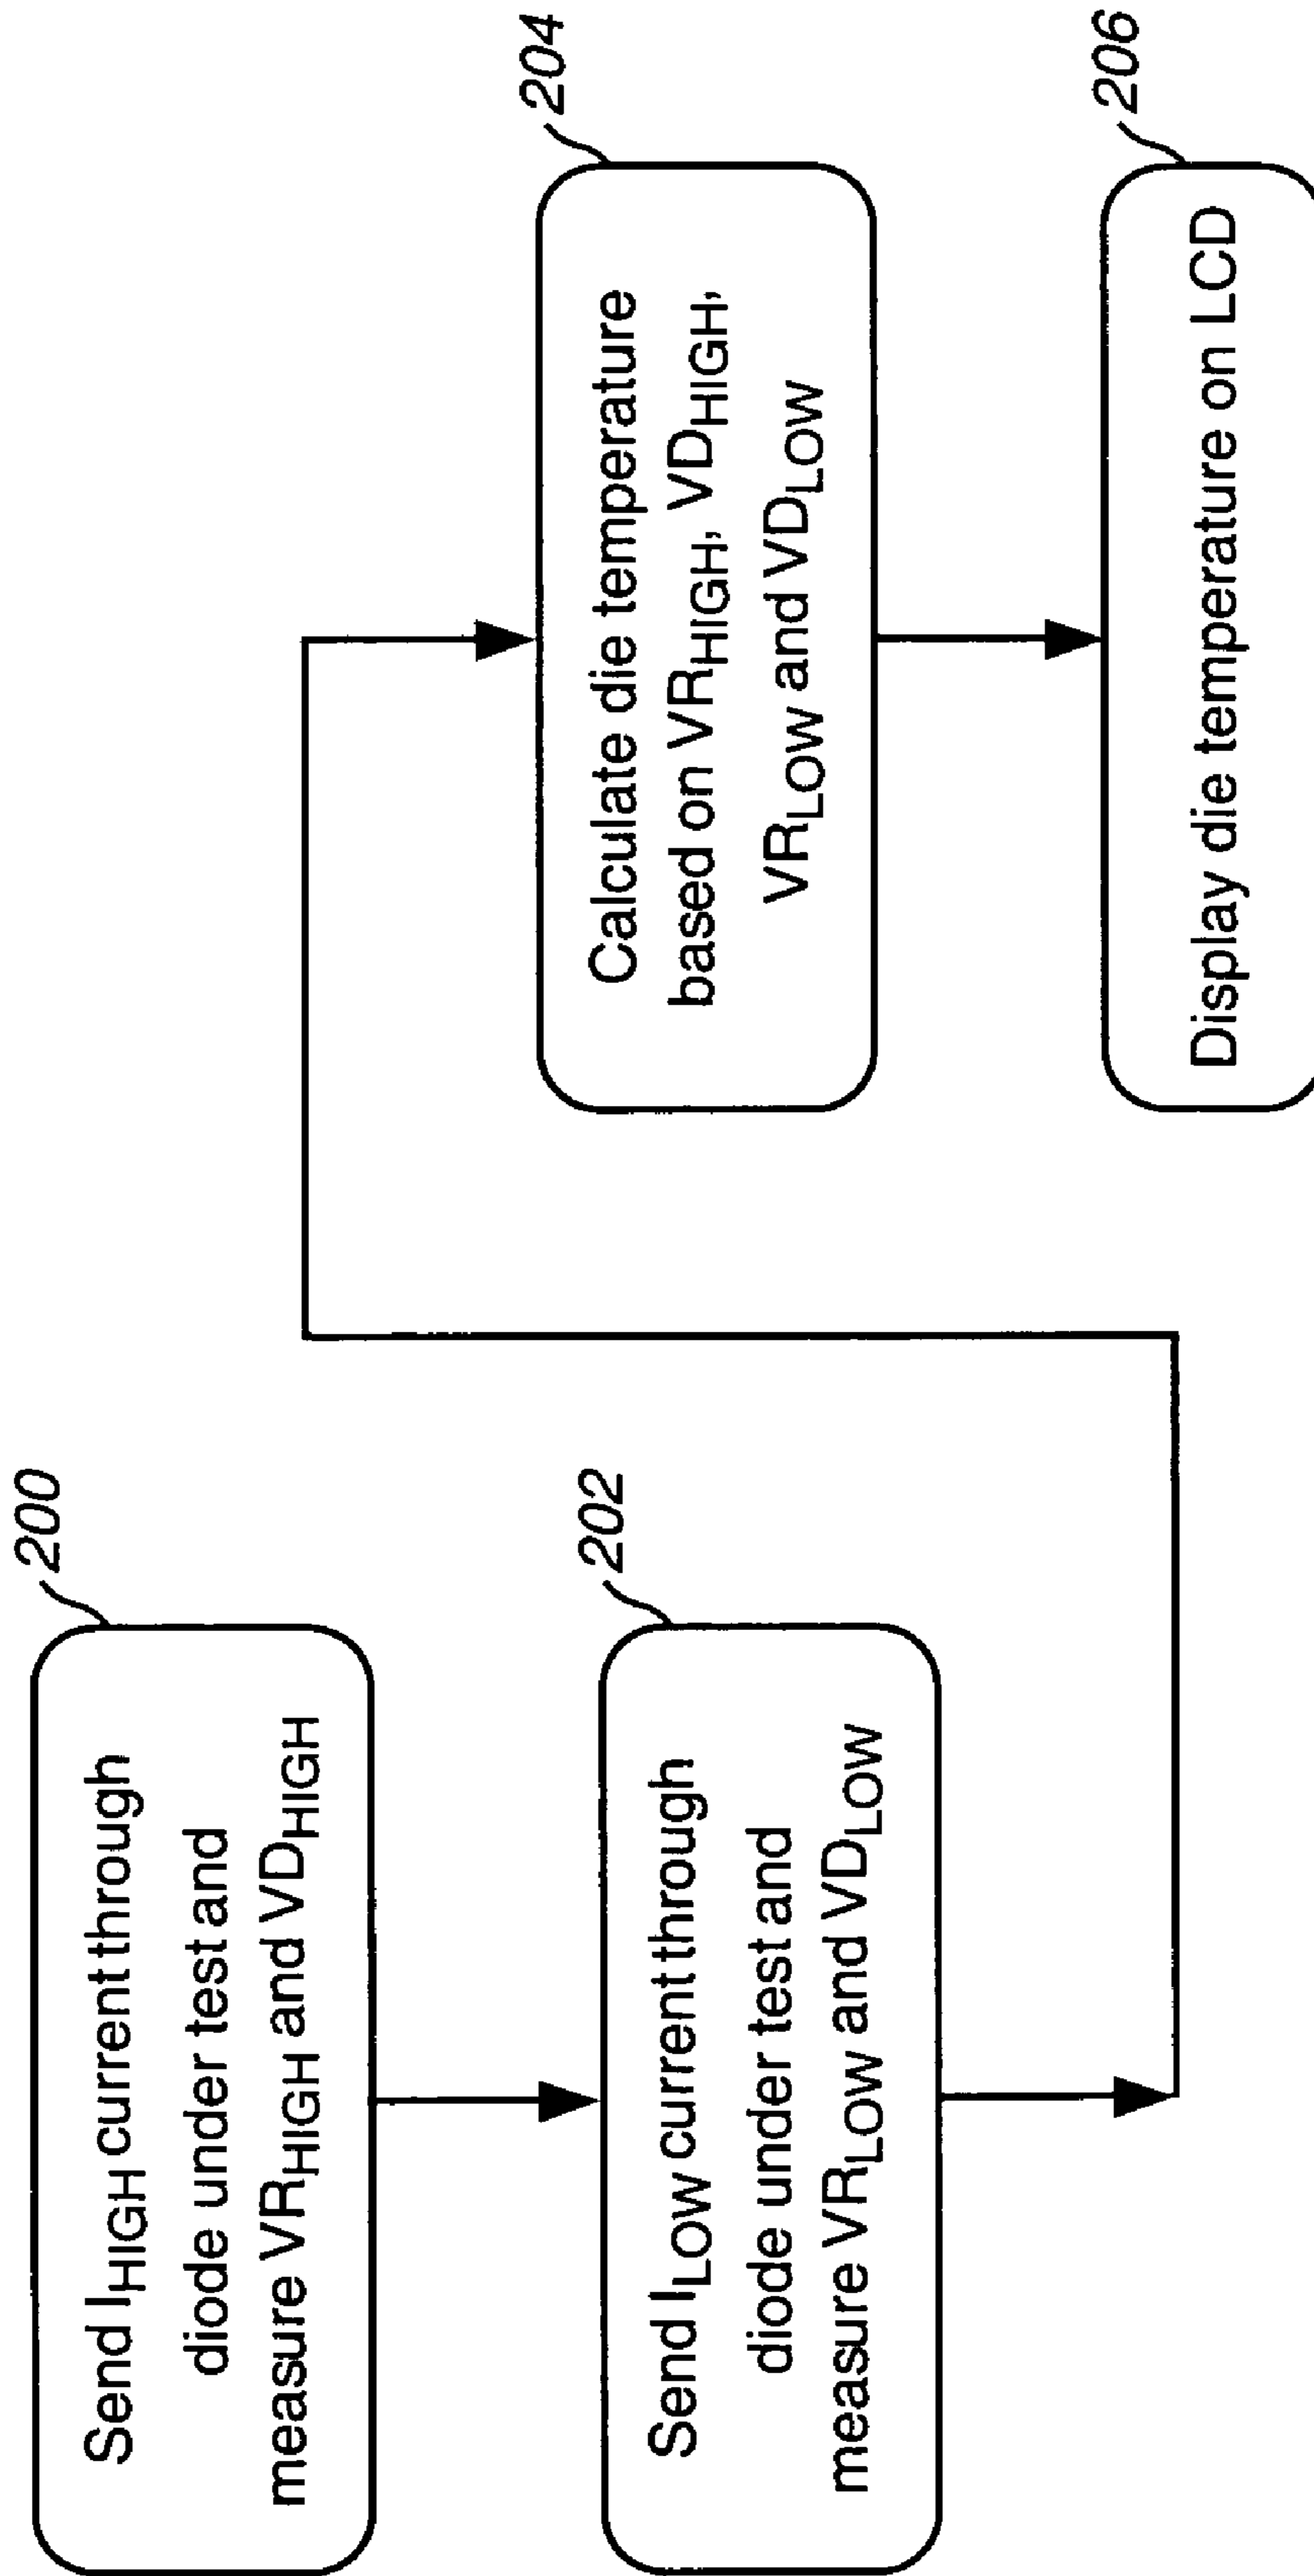 200
Send I_HIGH current through
diode under test and
measure VR_HIGH and VD_HIGH
202
Send I_LOW current through
diode under test and
measure VR_LOW and VD_LOW
204
Calculate die temperature
based on VR_HIGH, VD_HIGH,
VR_LOW and VD_LOW
206
Display die temperature on LCD